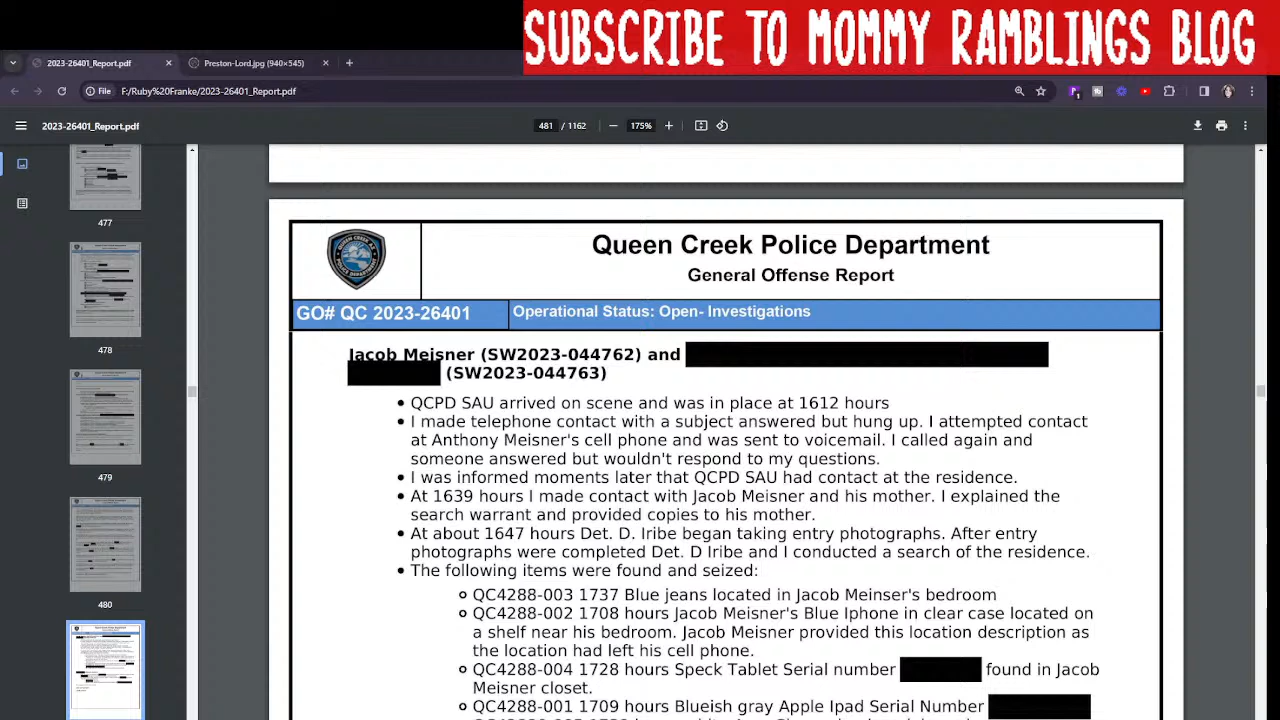 SUBSCRIBE TO MOMMY RAMBLINGS BLOG
2023-26401_Report.pdf
Preston-Lord.jpg (940×545)
File F:/Ruby%20Franke/2023-26401_Report.pdf
2023-26401_Report.pdf
481 / 1162
175%
477
478
479
480
Queen Creek Police Department
General Offense Report
GO# QC 2023-26401
Operational Status: Open- Investigations
Jacob Meisner (SW2023-044762) and
(SW2023-044763)
• QCPD SAU arrived on scene and was in place at 1612 hours
• I made telephone contact with a subject answered but hung up. I attempted contact
at Anthony Meisner's cell phone and was sent to voicemail. I called again and
someone answered but wouldn't respond to my questions.
• I was informed moments later that QCPD SAU had contact at the residence.
• At 1639 hours I made contact with Jacob Meisner and his mother. I explained the
search warrant and provided copies to his mother.
• At about 1647 hours Det. D. Iribe began taking entry photographs. After entry
photographs were completed Det. D Iribe and I conducted a search of the residence.
• The following items were found and seized:
QC4288-003 1737 Blue jeans located in Jacob Meinser's bedroom
QC4288-002 1708 hours Jacob Meisner's Blue Iphone in clear case located on
Shelf near his bedroom. Jacob Meisner provided this location description as
the location had left his cell phone.
QC4288-004 1728 hours Speck Tablet Serial number found in Jacob
Meisner closet.
QC4288-001 1709 hours Blueish gray Apple Ipad Serial Number